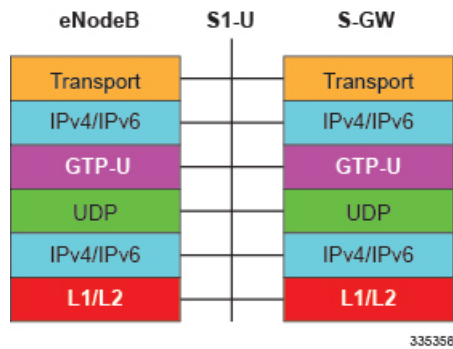 eNodeB S1-U S-GW
Transport Transport
IPv4/IPv6 IPv4/IPv6
GTP-U GTP-U
UDP UDP
IPv4/IPv6 IPv4/IPv6
L1/L2 L1/L2
335358